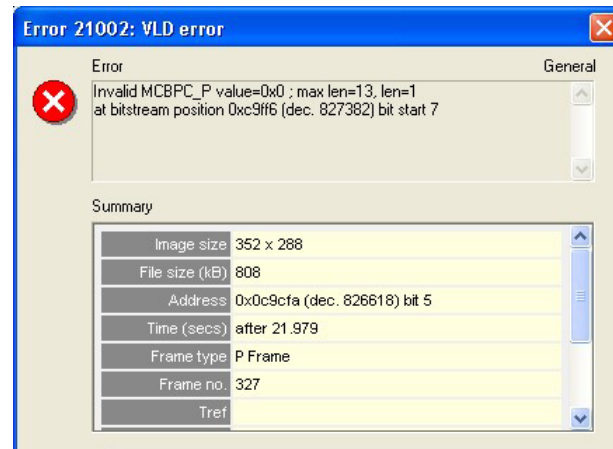 Error 21002: VLD error
Error General
Invalid MCBPC_P value=0x0 ; max len=13, len=1
at bitstream position 0xc9ff6 (dec. 827382) bit start 7
Summary
Image size 352 x 288
File size (kB) 808
Address 0x0c9cfa (dec. 826618) bit 5
Time (secs) after 21.979
Frame type P Frame
Frame no. 327
Tref